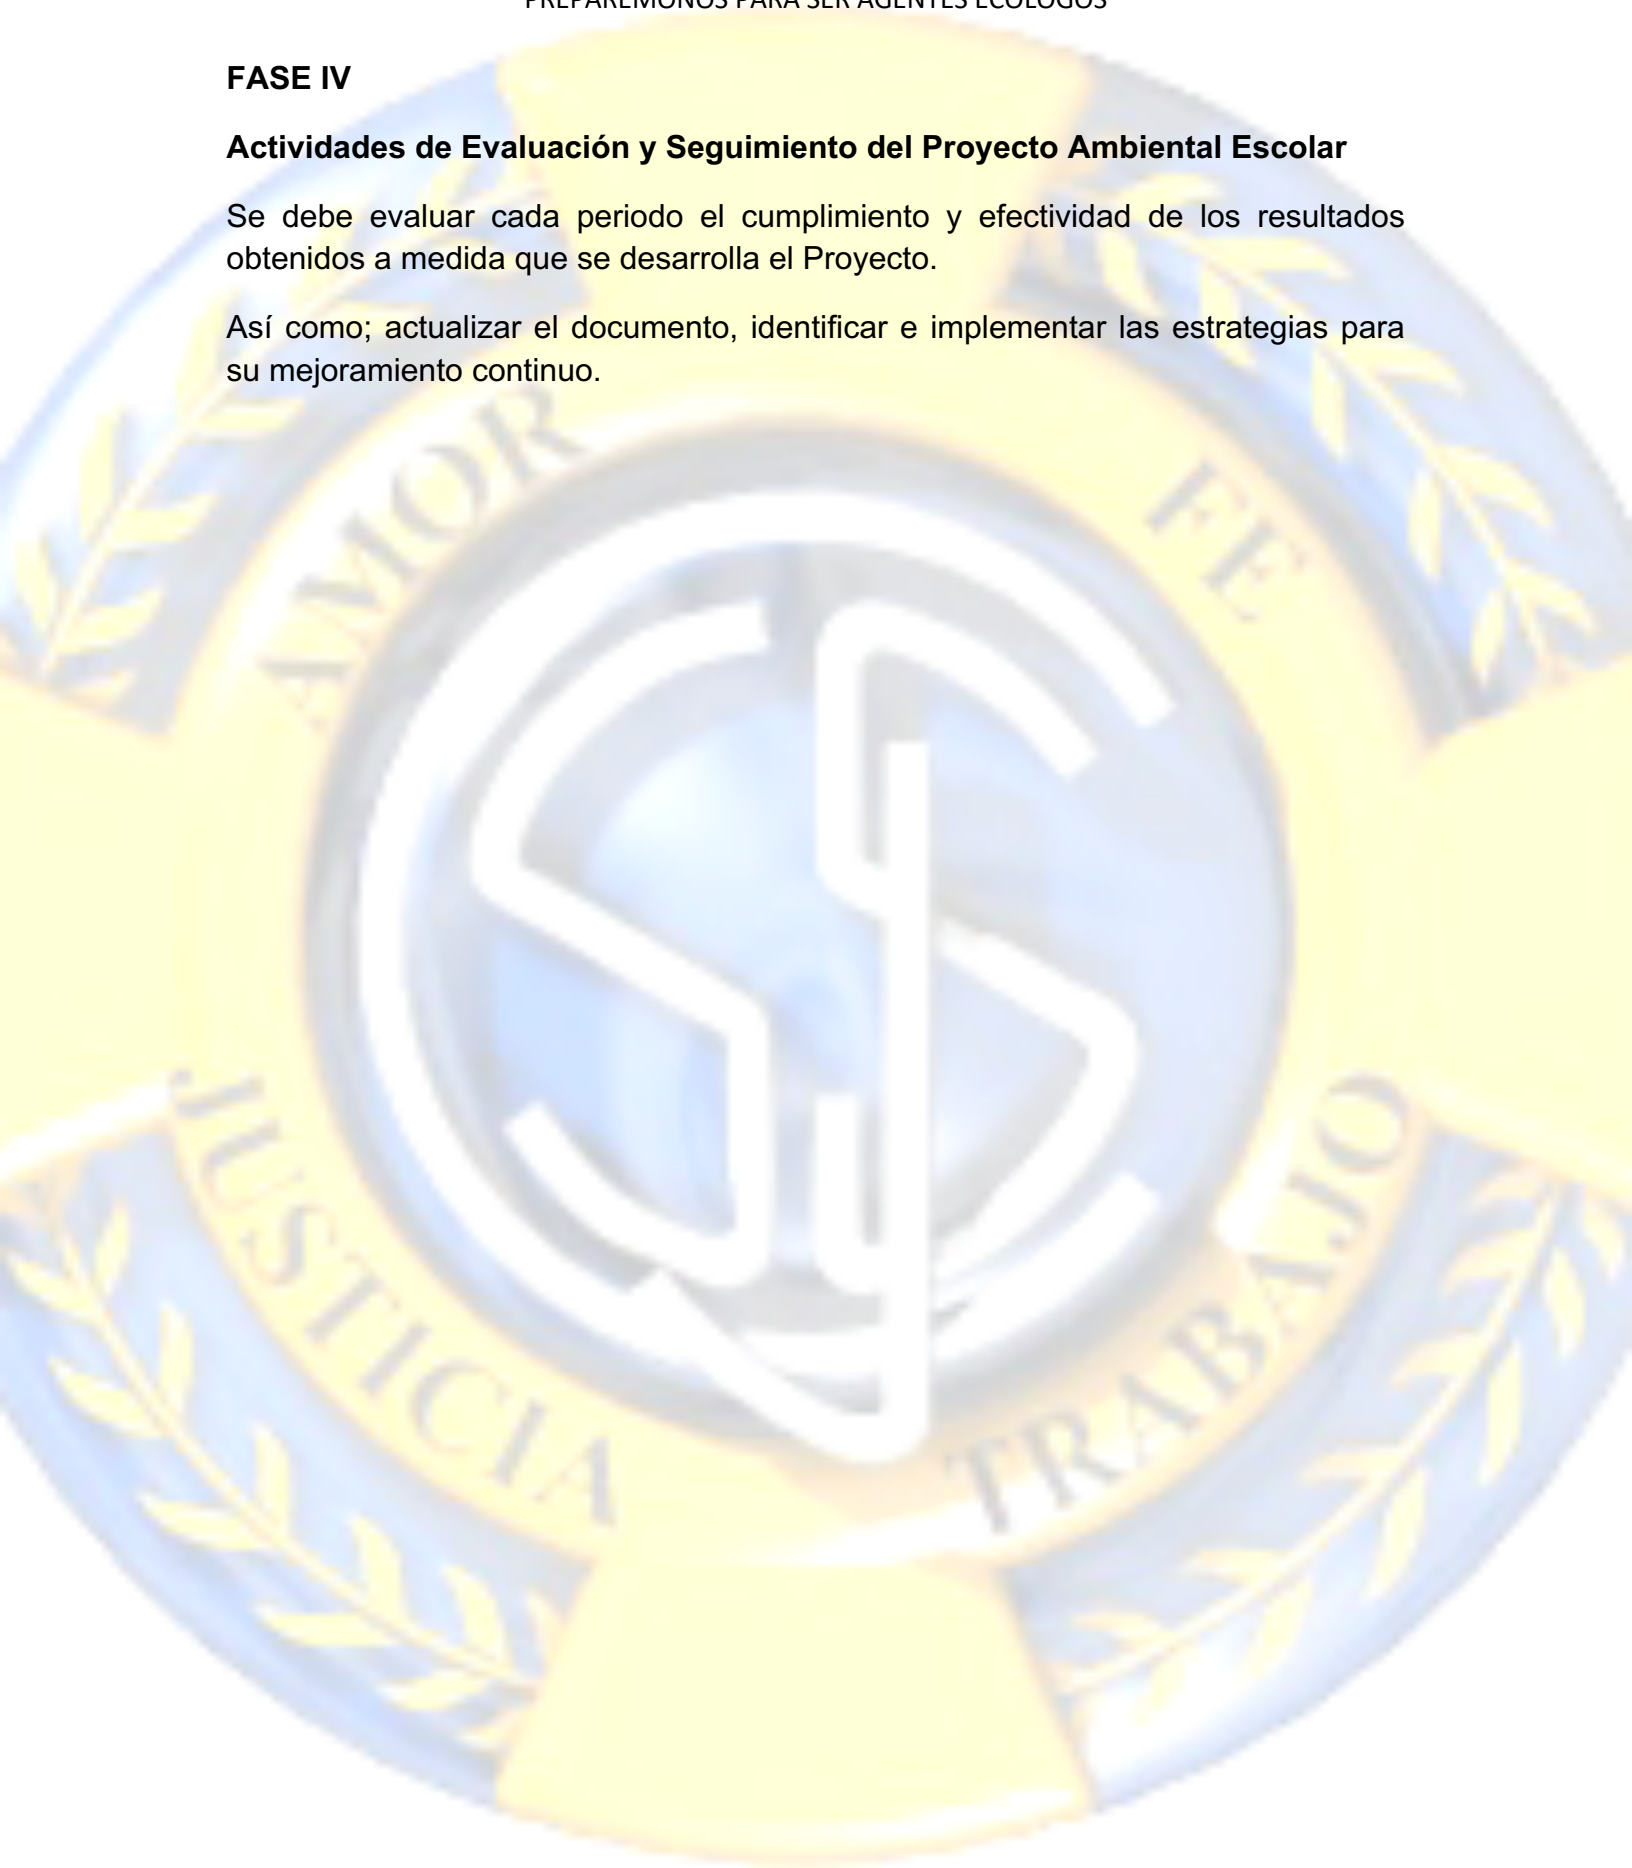 PREPAREMONOS PARA SER AGENTES ECOLOGOS
FASE IV
Actividades de Evaluación y Seguimiento del Proyecto Ambiental Escolar
Se debe evaluar cada periodo el cumplimiento y efectividad de los resultados
obtenidos a medida que se desarrolla el Proyecto.
Así como; actualizar el documento, identificar e implementar las estrategias para
su mejoramiento continuo.
AMOR
FE
JUSTICIA
TRABAJO